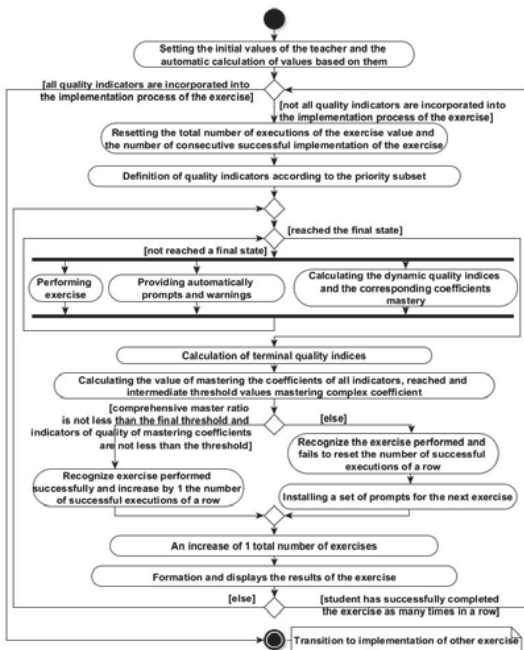 Setting the initial values of the teacher and the
automatic calculation of values based on them
[all quality indicators are incorporated into
the implementation process of the exercise]
[not all quality indicators are incorporated into
the implementation process of the exercise]
Resetting the total number of executions of the exercise value and
the number of consecutive successful implementation of the exercise
Definition of quality indicators according to the priority subset
[reached the final state]
[not reached a final state]
Performing
exercise
Providing automatically
prompts and warnings
Calculating the dynamic quality indices
and the corresponding coefficients
mastery
Calculation of terminal quality indices
Calculating the value of mastering the coefficients of all indicators, reached and
intermediate threshold values mastering complex coefficient
[comprehensive master ratio
is not less than the final threshold and
indicators of quality of mastering coefficients
are not less than the threshold]
[else]
Recognize the exercise performed and
fails to reset the number of successful
executions of a row
Recognize exercise performed
successfully and increase by 1 the number
of successful executions of a row
Installing a set of prompts for the next exercise
An increase of 1 total number of exercises
Formation and displays the results of the exercise
[else]
[student has successfully completed
the exercise as many times in a row]
Transition to implementation of other exercise